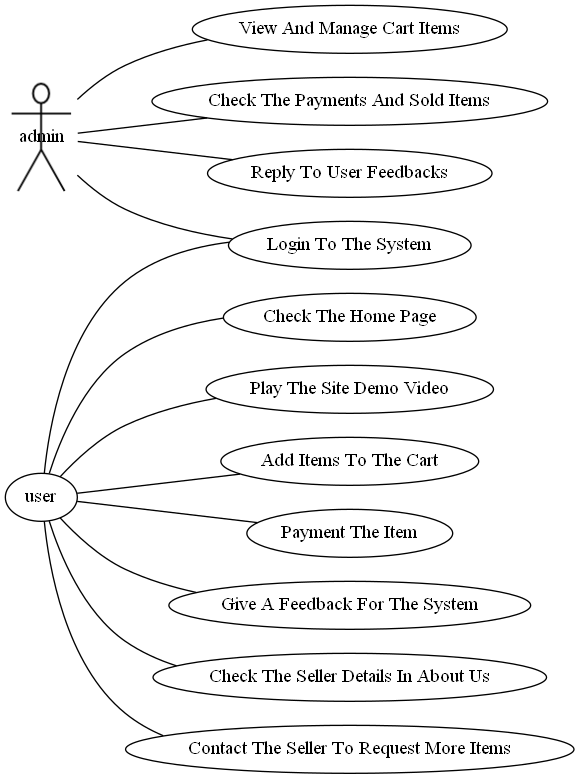 View And Manage Cart Items
Check The Payments And Sold Items
admin
Reply To User Feedbacks
Login To The System
Check The Home Page
Play The Site Demo Video
Add Items To The Cart
user
Payment The Item
Give A Feedback For The System
Check The Seller Details In About Us
Contact The Seller To Request More Items